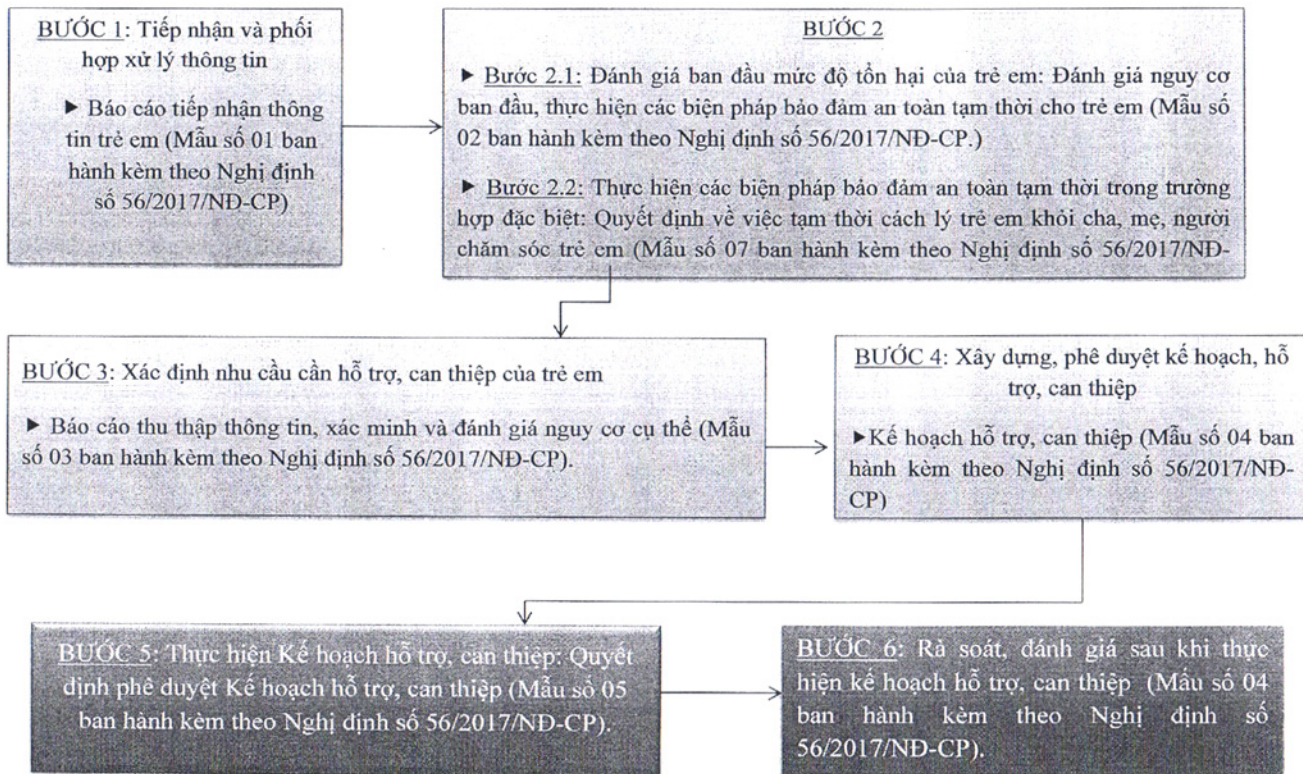 BƯỚC 1: Tiếp nhận và phối
hợp xử lý thông tin
► Báo cáo tiếp nhận thông
tin trẻ em (Mẫu số 01 ban
hành kèm theo Nghị định
số 56/2017/NĐ-CP)
BƯỚC 2
► Bước 2.1: Đánh giá ban đầu mức độ tổn hại của trẻ em: Đánh giá nguy cơ
ban đầu, thực hiện các biện pháp bảo đảm an toàn tạm thời cho trẻ em (Mẫu số
02 ban hành kèm theo Nghị định số 56/2017/NĐ-CP.)
► Bước 2.2: Thực hiện các biện pháp bảo đảm an toàn tạm thời trong trường
hợp đặc biệt: Quyết định về việc tạm thời cách lý trẻ em khỏi cha, mẹ, người
chăm sóc trẻ em (Mẫu số 07 ban hành kèm theo Nghị định số 56/2017/NĐ-
BƯỚC 3: Xác định nhu cầu cần hỗ trợ, can thiệp của trẻ em
► Báo cáo thu thập thông tin, xác minh và đánh giá nguy cơ cụ thể (Mẫu
số 03 ban hành kèm theo Nghị định số 56/2017/NĐ-CP).
BƯỚC 4: Xây dựng, phê duyệt kế hoạch, hỗ
trợ, can thiệp
►Kế hoạch hỗ trợ, can thiệp (Mẫu số 04 ban
hành kèm theo Nghị định số 56/2017/NĐ-
CP)
BƯỚC 5: Thực hiện Kế hoạch hỗ trợ, can thiệp: Quyết
định phê duyệt Kế hoạch hỗ trợ, can thiệp (Mẫu số 05
ban hành kèm theo Nghị định số 56/2017/NĐ-CP).
BƯỚC 6: Rà soát, đánh giá sau khi thực
hiện kế hoạch hỗ trợ, can thiệp (Mẫu số 04
ban hành kèm theo Nghị định số
56/2017/NĐ-CP).